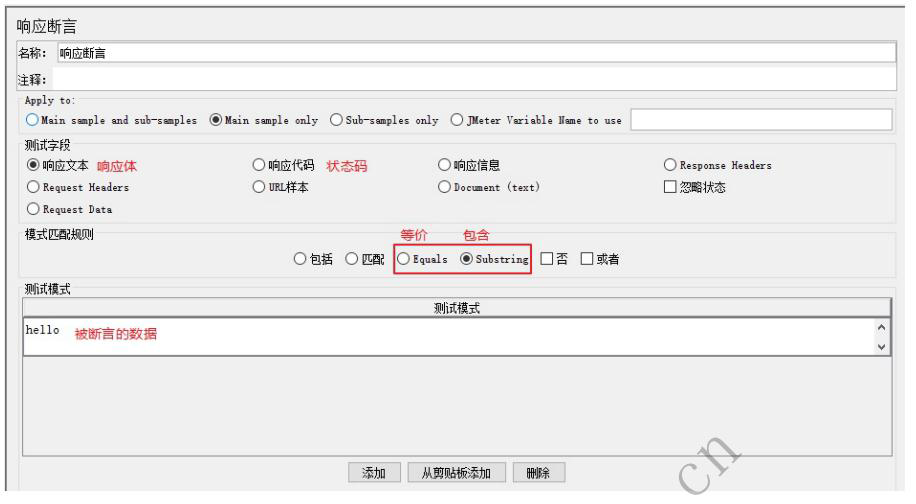 响应断言
名称： 响应断言
注释：
Apply to:
Main sample and sub-samples Main sample only Sub-samples only JMeter Variable Name to use
测试字段
响应文本 响应体 响应代码 状态码 响应信息 Response Headers
Request Headers URL样本 Document (text) 忽略状态
Request Data
模式匹配规则
等价 包含
包括 匹配 Equals Substring 否 或者
测试模式
测试模式
hello 被断言的数据
添加 从剪贴板添加 删除
cn